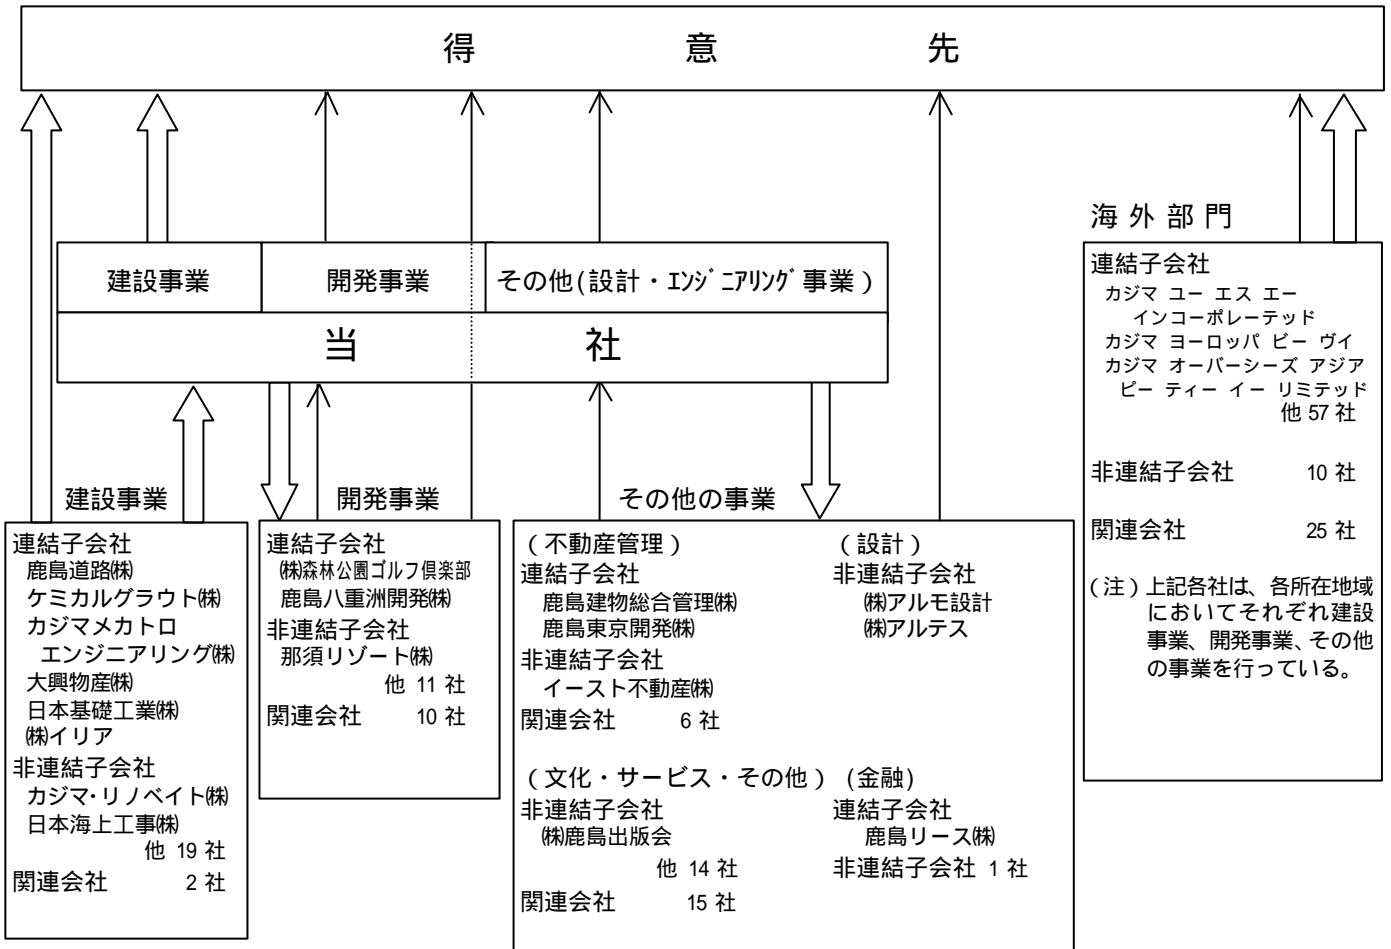 得意先
建設事業
開発事業
その他(設計・エンジニアリング事業)
当社
建設事業
連結子会社
鹿島道路㈱
ケミカルグラウト㈱
カジマメカトロ
エンジニアリング㈱
大興物産㈱
日本基礎工業㈱
㈱イリア
非連結子会社
カジマ・リノベイト㈱
日本海上工事㈱
他 19 社
関連会社 2 社
開発事業
連結子会社
㈱森林公園ゴルフ倶楽部
鹿島八重洲開発㈱
非連結子会社
那須リゾート㈱
他 11 社
関連会社 10 社
その他の事業
(不動産管理)
連結子会社
鹿島建物総合管理㈱
鹿島東京開発㈱
非連結子会社
イースト不動産㈱
関連会社 6 社
(設計)
非連結子会社
㈱アルモ設計
㈱アルテス
(文化・サービス・その他)
非連結子会社
㈱鹿島出版会
他 14 社
関連会社 15 社
(金融)
連結子会社
鹿島リース㈱
非連結子会社 1 社
海外部門
連結子会社
カジマ ユー エス エー
インコーポレーテッド
カジマ ヨーロッパ ビー ヴイ
カジマ オーバーシーズ アジア
ピー ティー イー リミテッド
他 57 社
非連結子会社 10 社
関連会社 25 社
(注)上記各社は、各所在地域
においてそれぞれ建設
事業、開発事業、その他
の事業を行っている。